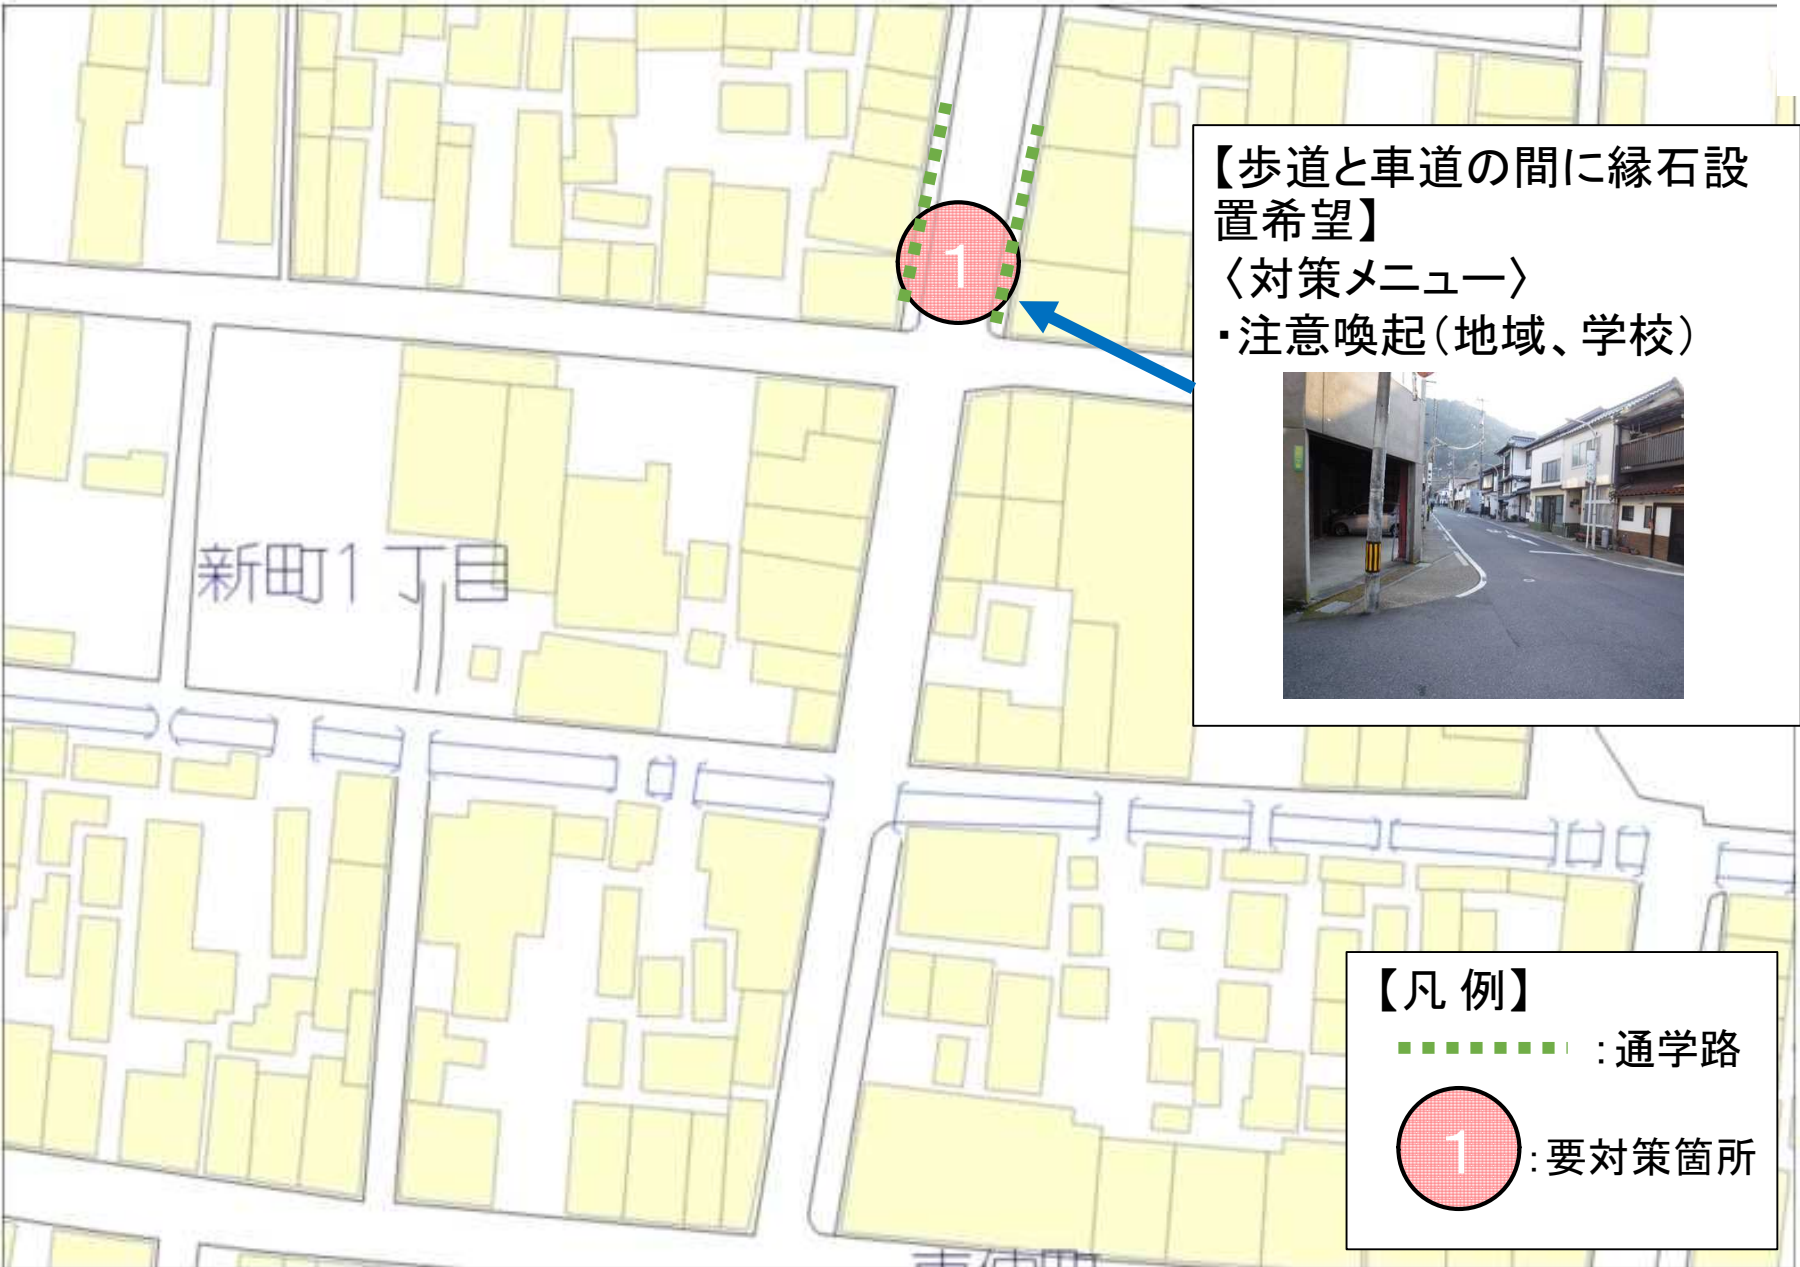 【歩道と車道の間に縁石設
置希望】
〈対策メニュー〉
・注意喚起（地域、学校）
1
新町1丁目
【凡 例】
：通学路
1
：要対策箇所